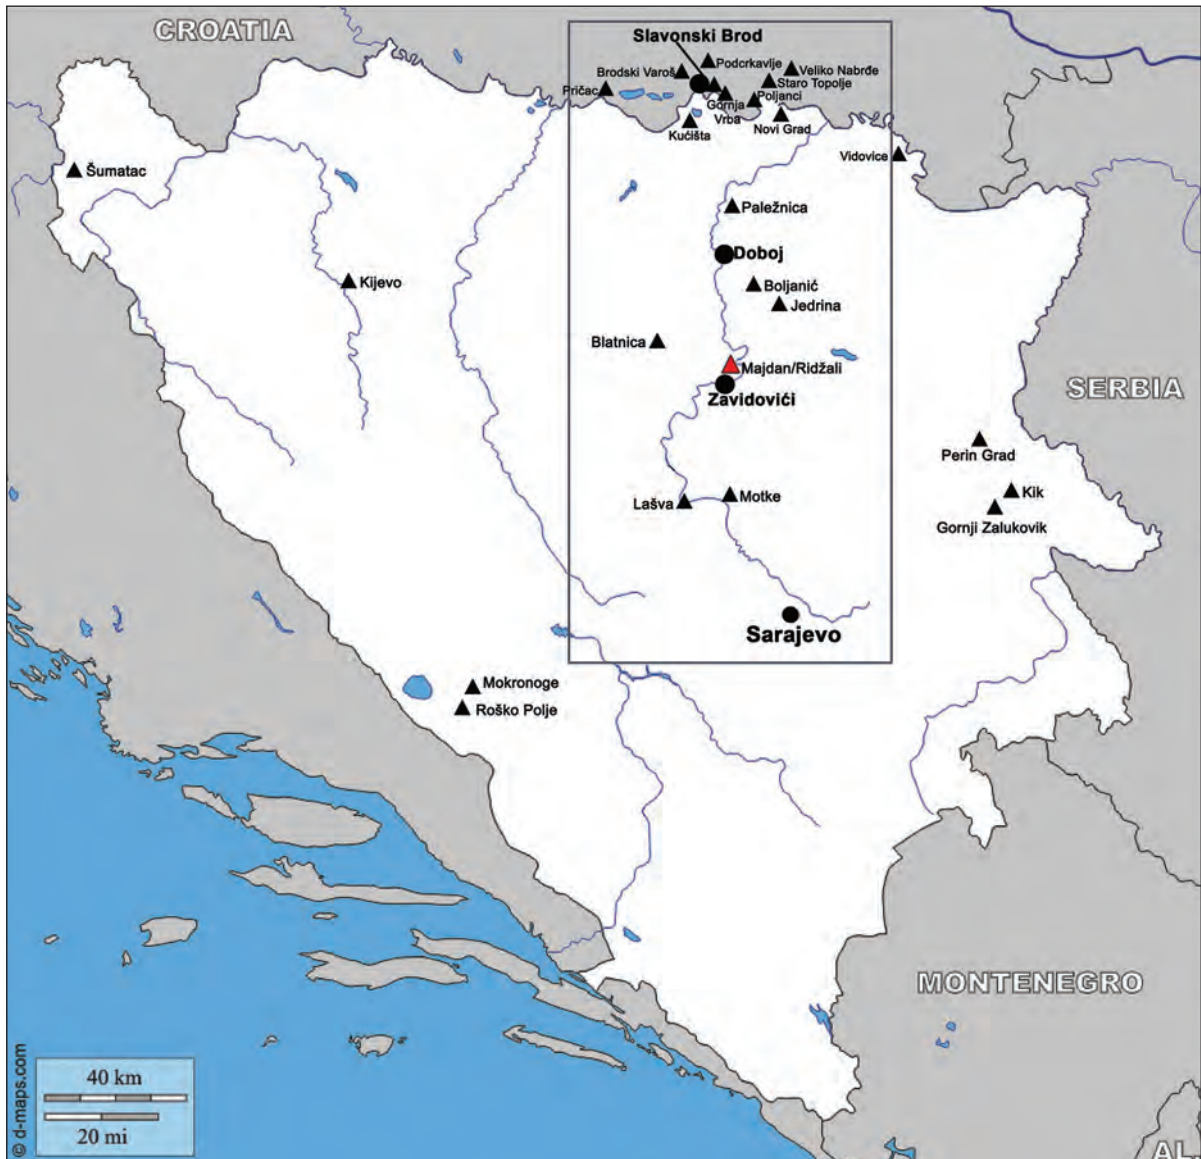 CROATIA
Slavonski Brod
Podcrkavlje
Brodski Varoš
Veliko Nabrđe
Staro Topolje
Pričac
Poljanci
Gornja
Vrba
Novi Grad
Kućišta
Vidovice
Šumatac
Paležnica
Doboj
Kijevo
Boljanić
Jedrina
Blatnica
Majdan/Ridžali
Zavidovići
SERBIA
Perin Grad
Kik
Motke
Lašva
Gornji Zalukovik
Sarajevo
Mokronoge
Roško Polje
MONTENEGRO
40 km
20 mi
© d-maps.com
AL